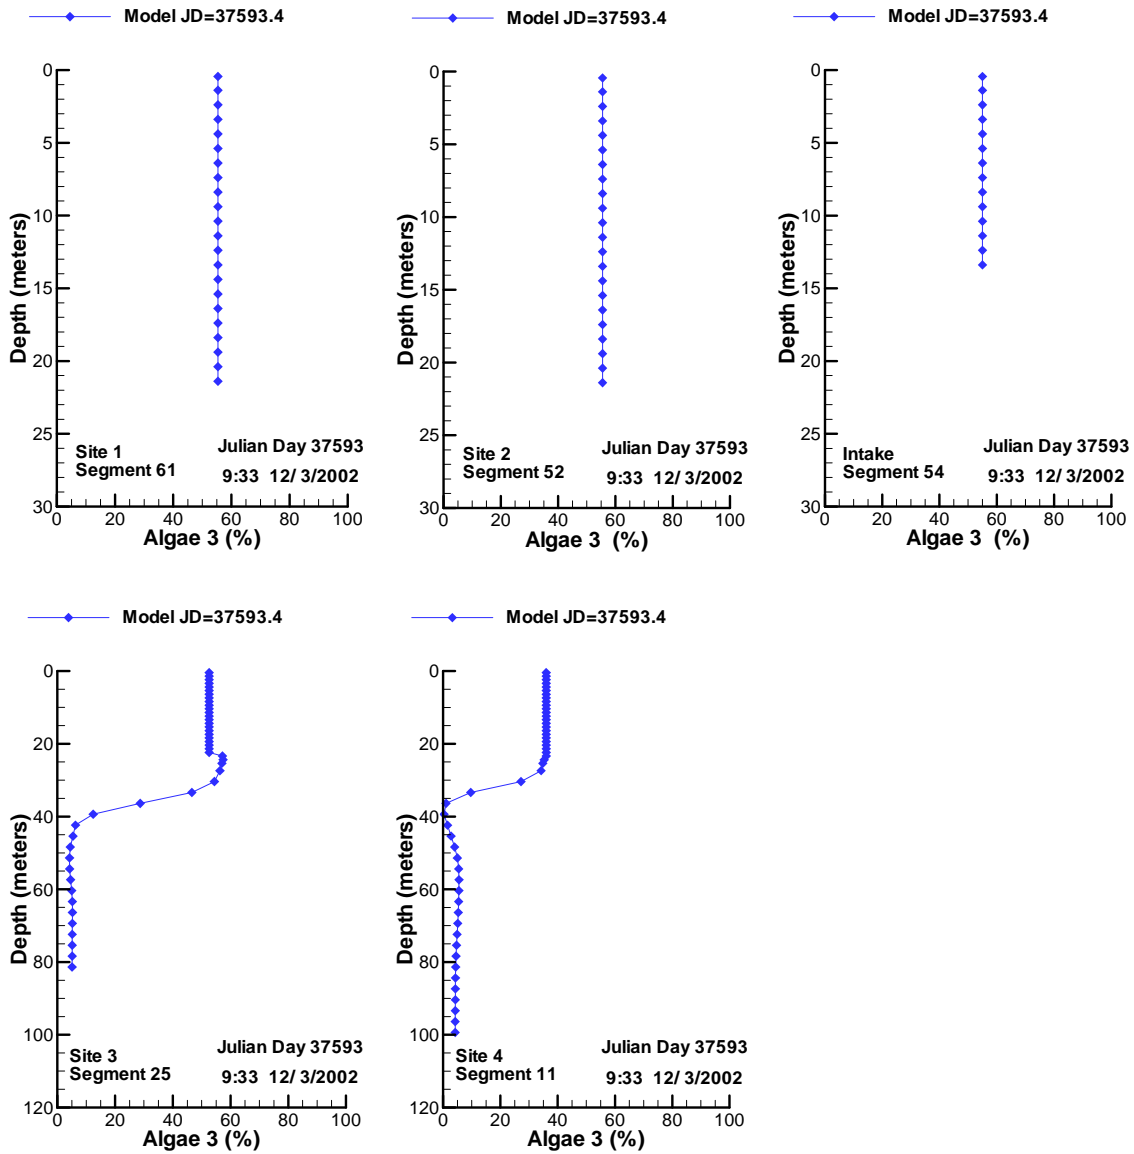 Model JD=37593.4
0
5
10
15
20
25
30
Depth (meters)
Site 1
Segment 61
Julian Day 37593
9:33 12/ 3/2002
0 20 40 60 80 100
Algae 3 (%)
Model JD=37593.4
0
5
10
15
20
25
30
Depth (meters)
Site 2
Segment 52
Julian Day 37593
9:33 12/ 3/2002
0 20 40 60 80 100
Algae 3 (%)
Model JD=37593.4
0
5
10
15
20
25
30
Depth (meters)
Intake
Segment 54
Julian Day 37593
9:33 12/ 3/2002
0 20 40 60 80 100
Algae 3 (%)
Model JD=37593.4
0
20
40
60
80
100
120
Depth (meters)
Site 3
Segment 25
Julian Day 37593
9:33 12/ 3/2002
0 20 40 60 80 100
Algae 3 (%)
Model JD=37593.4
0
20
40
60
80
100
120
Depth (meters)
Site 4
Segment 11
Julian Day 37593
9:33 12/ 3/2002
0 20 40 60 80 100
Algae 3 (%)